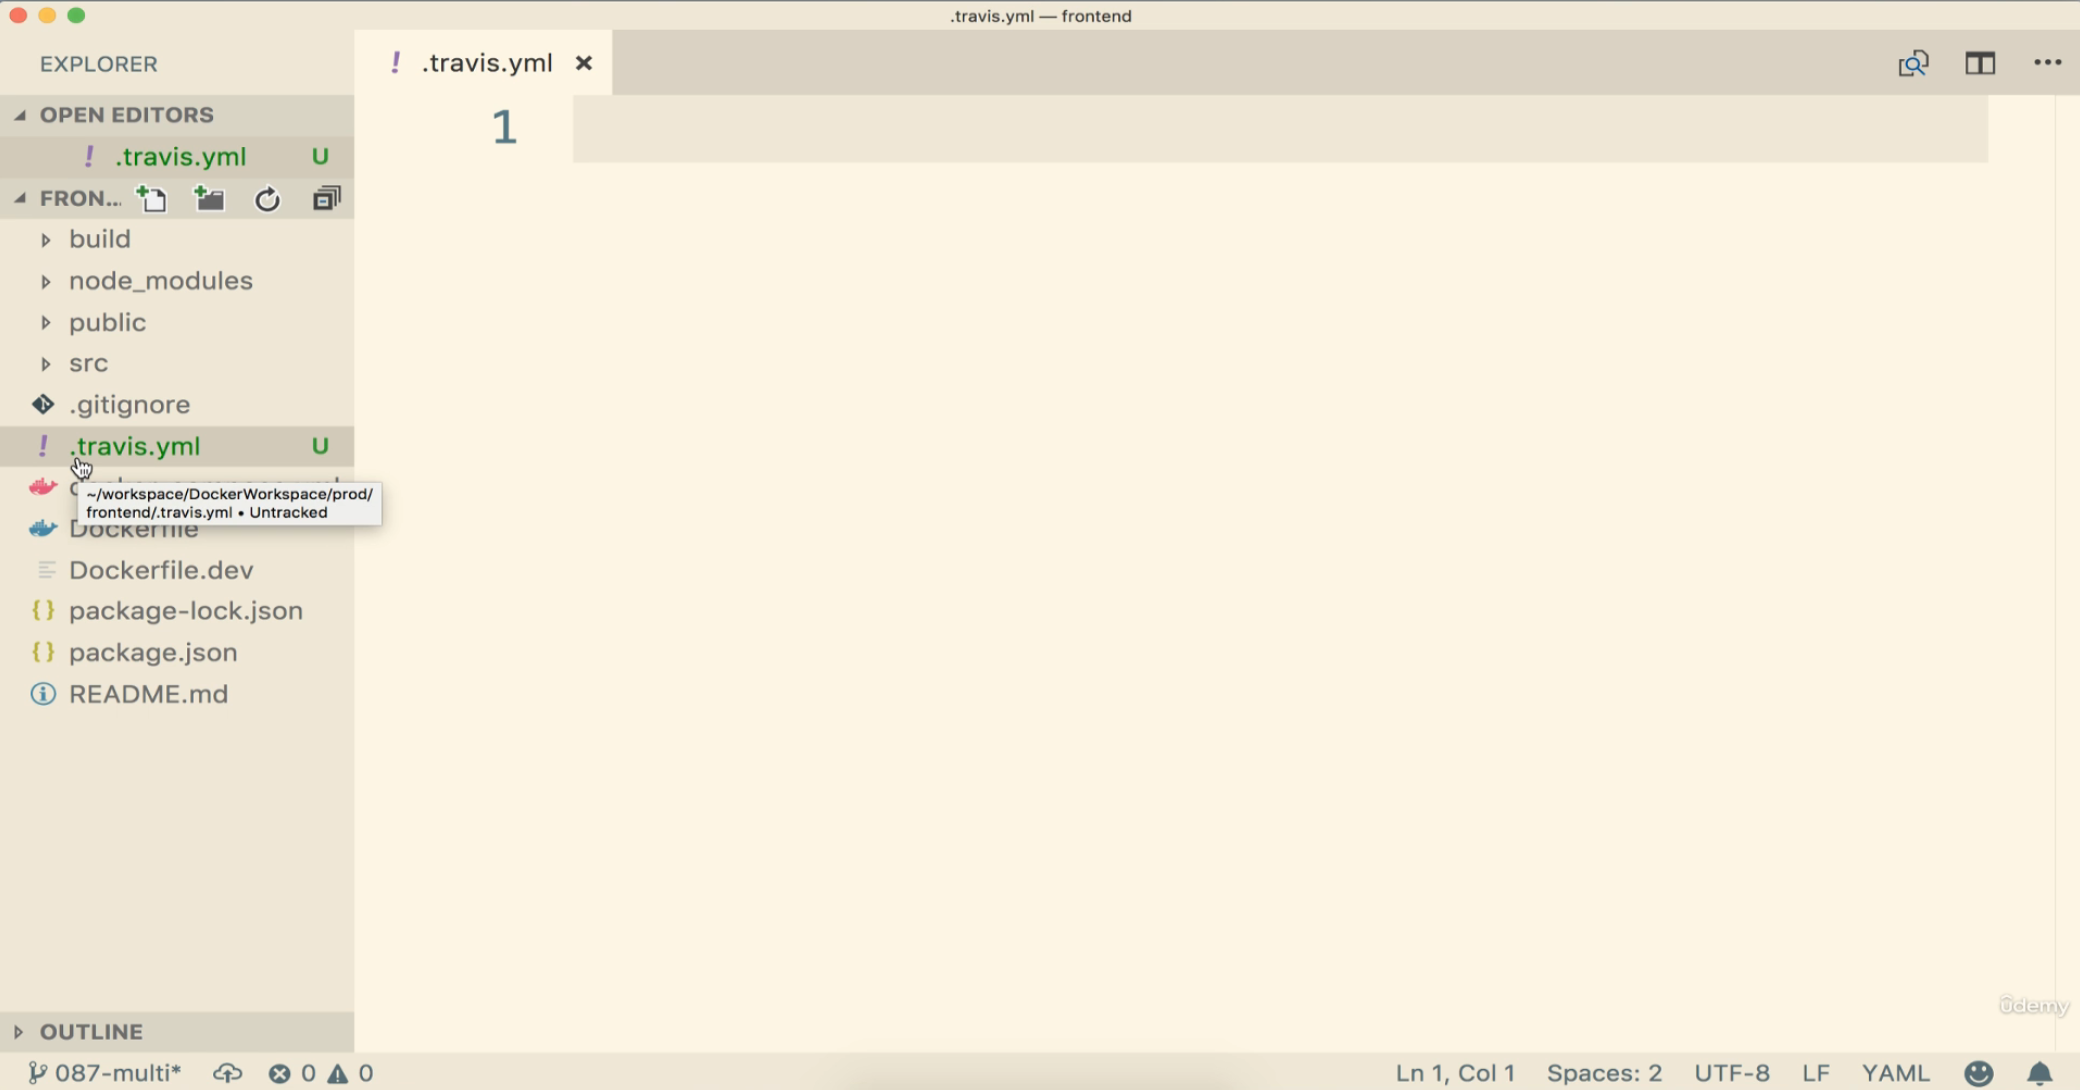 .travis.yml — frontend
EXPLORER
! .travis.yml ×
OPEN EDITORS
! .travis.yml U
FRON...
1
build
node_modules
public
src
.gitignore
! .travis.yml U
~/workspace/DockerWorkspace/prod/
frontend/.travis.yml • Untracked
Dockerfile
Dockerfile.dev
{} package-lock.json
{} package.json
README.md
ûdemy
OUTLINE
087-multi* 0 0 Ln 1, Col 1 Spaces: 2 UTF-8 LF YAML